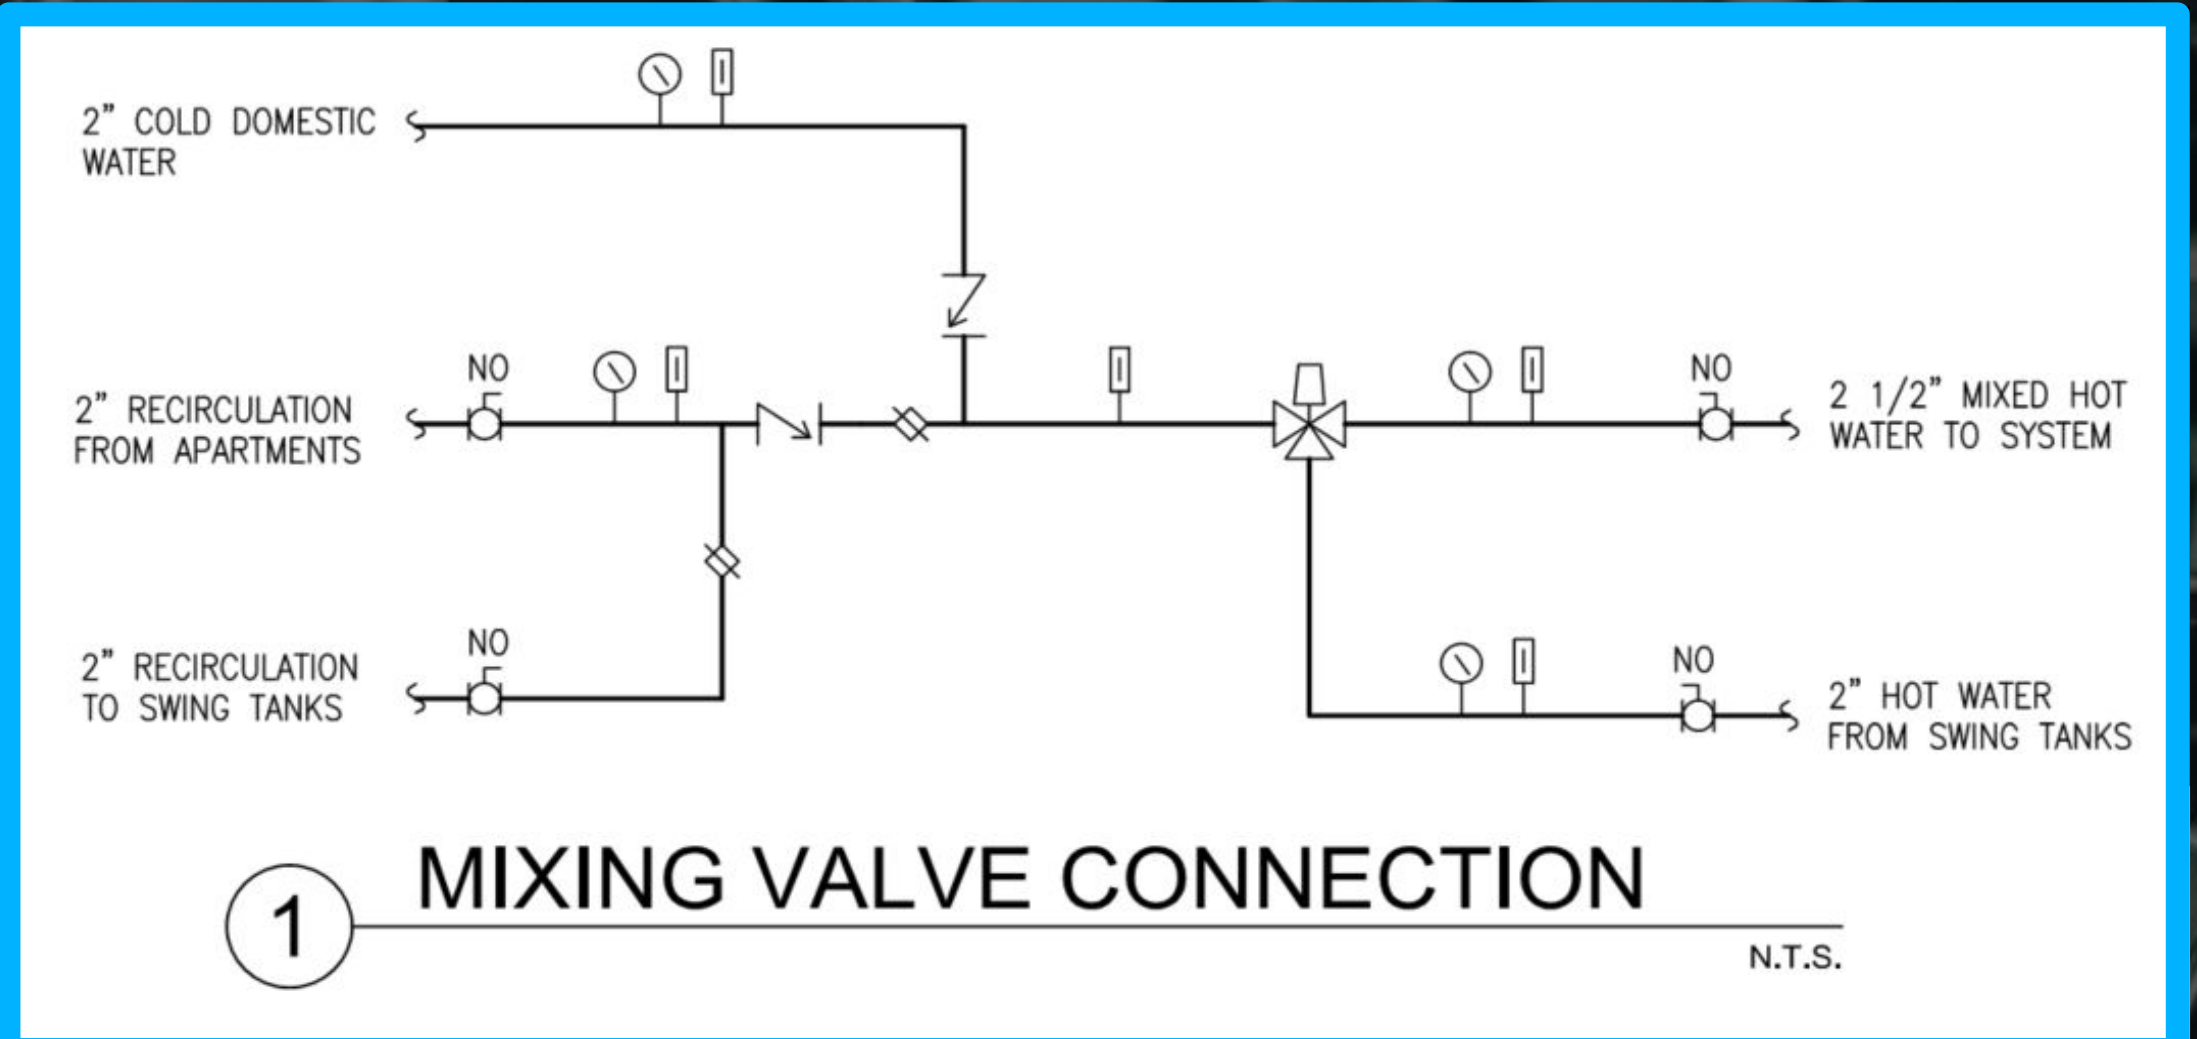 2” COLD DOMESTIC
WATER
NO
2” RECIRCULATION
FROM APARTMENTS
NO
2 1/2” MIXED HOT
WATER TO SYSTEM
NO
2” RECIRCULATION
TO SWING TANKS
NO
2” HOT WATER
FROM SWING TANKS
1
MIXING VALVE CONNECTION
N.T.S.